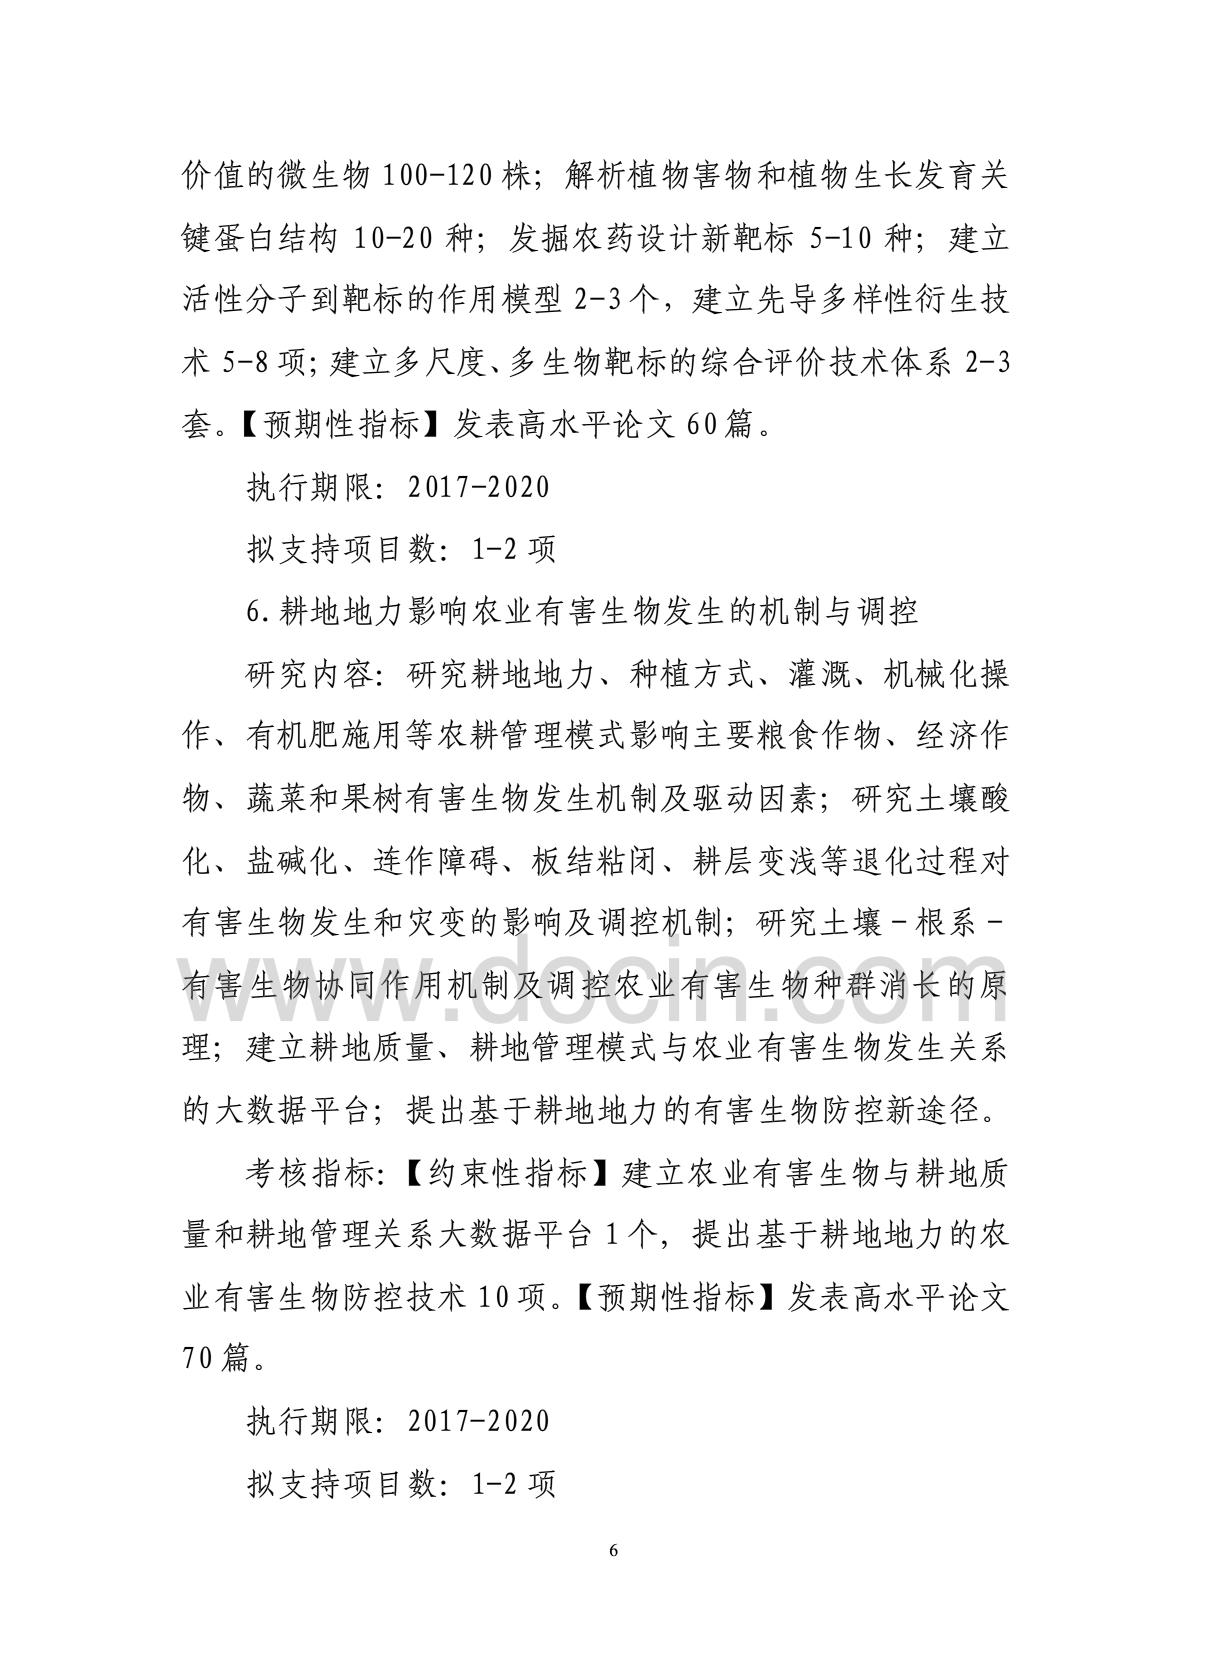 价值的微生物 100-120 株；解析植物害物和植物生长发育关
键蛋白结构 10-20 种；发掘农药设计新靶标 5-10 种；建立
活性分子到靶标的作用模型 2-3 个，建立先导多样性衍生技
术 5-8 项；建立多尺度、多生物靶标的综合评价技术体系 2-3
套。【预期性指标】发表高水平论文 60 篇。
执行期限：2017-2020
拟支持项目数：1-2 项
6.耕地地力影响农业有害生物发生的机制与调控
研究内容：研究耕地地力、种植方式、灌溉、机械化操
作、有机肥施用等农耕管理模式影响主要粮食作物、经济作
物、蔬菜和果树有害生物发生机制及驱动因素；研究土壤酸
化、盐碱化、连作障碍、板结粘闭、耕层变浅等退化过程对
有害生物发生和灾变的影响及调控机制；研究土壤-根系-
有害生物协同作用机制及调控农业有害生物种群消长的原
理；建立耕地质量、耕地管理模式与农业有害生物发生关系
的大数据平台；提出基于耕地地力的有害生物防控新途径。
考核指标：【约束性指标】建立农业有害生物与耕地质
量和耕地管理关系大数据平台 1 个，提出基于耕地地力的农
业有害生物防控技术 10 项。【预期性指标】发表高水平论文
70 篇。
执行期限：2017-2020
拟支持项目数：1-2 项
6
www.docin.com